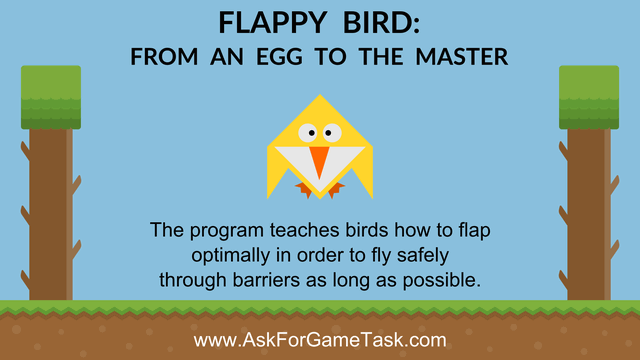 FLAPPY BIRD:
FROM AN EGG TO THE MASTER
The program teaches birds how to flap
optimally in order to fly safely
through barriers as long as possible.
www.AskForGameTask.com